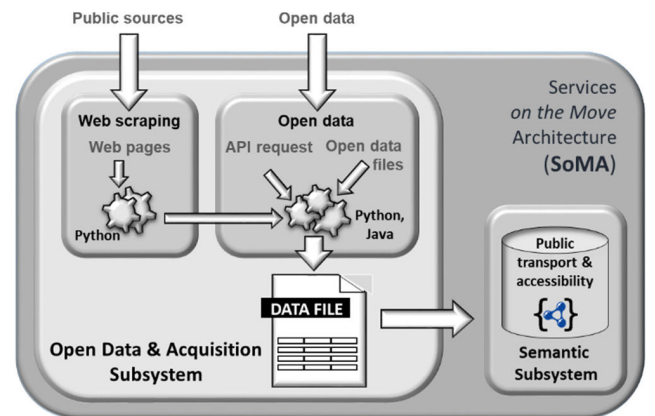 Public sources
Open data
Services
on the Move
Architecture
(SoMA)
Web scraping
Web pages
Python
Open data
API request
Open data
files
Python,
Java
DATA FILE
Open Data & Acquisition
Subsystem
Public
transport &
accessibility
Semantic
Subsystem